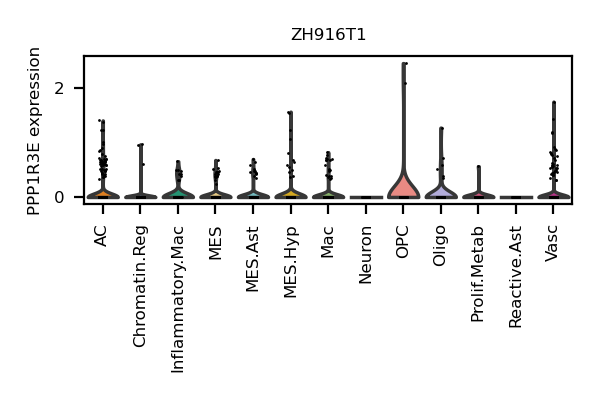 ZH916T1
PPP1R3E expression
2
0
AC
Chromatin.Reg
Inflammatory.Mac
MES
MES.Ast
MES.Hyp
Mac
Neuron
OPC
Oligo
Prolif.Metab
Reactive.Ast
Vasc